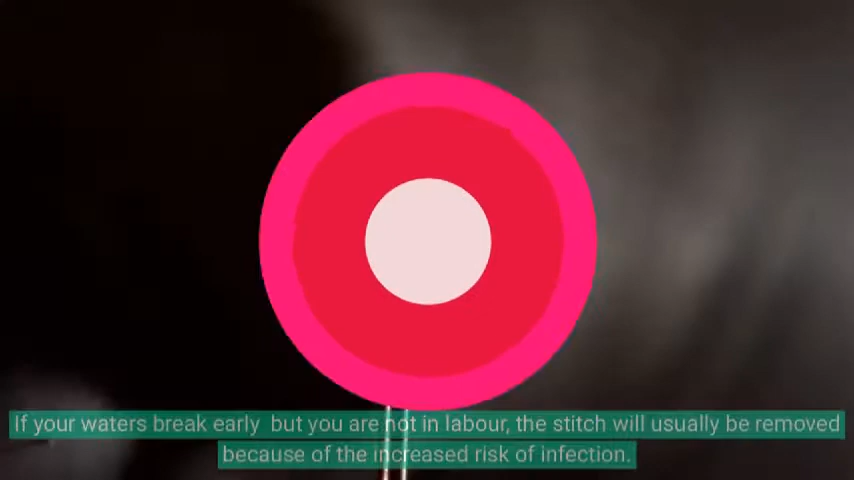 If your waters break early but you are not in labour, the stitch will usually be removed
because of the increased risk of infection.